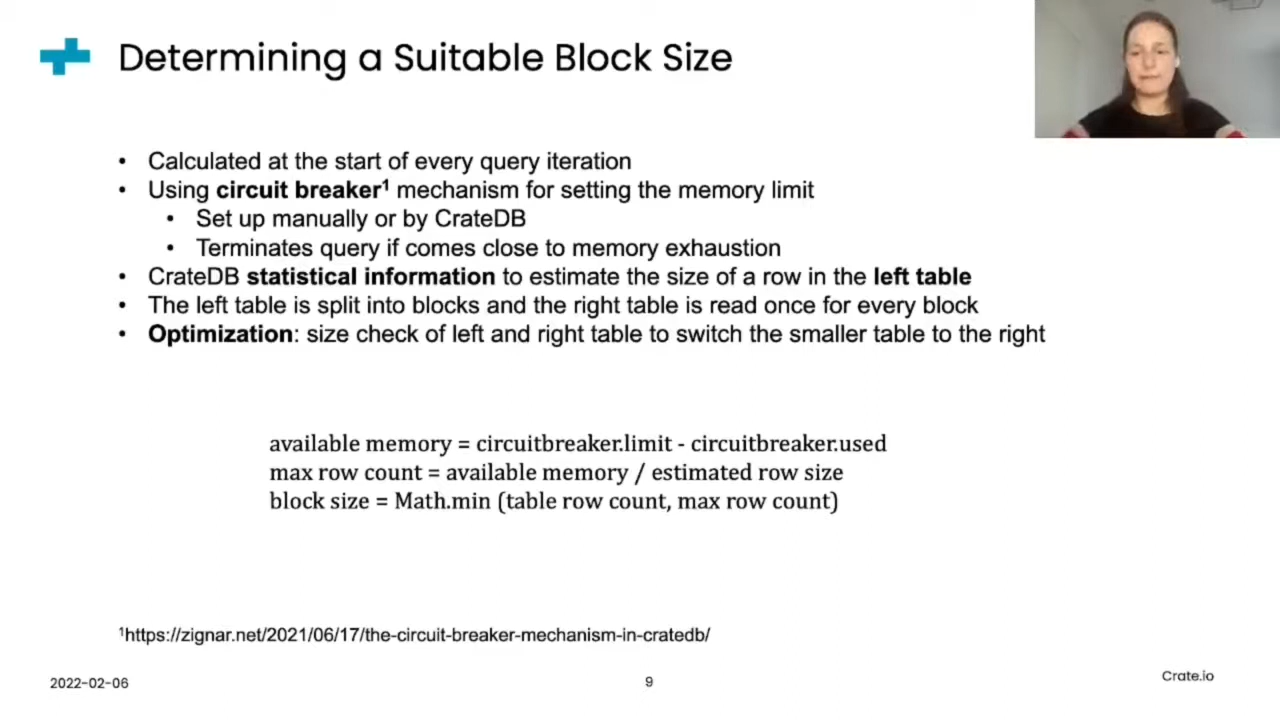 Determining a Suitable Block Size
• Calculated at the start of every query iteration
• Using circuit breaker¹ mechanism for setting the memory limit
• Set up manually or by CrateDB
• Terminates query if comes close to memory exhaustion
• CrateDB statistical information to estimate the size of a row in the left table
• The left table is split into blocks and the right table is read once for every block
• Optimization: size check of left and right table to switch the smaller table to the right
available memory = circuitbreaker.limit - circuitbreaker.used
max row count = available memory / estimated row size
block size = Math.min (table row count, max row count)
¹https://zignar.net/2021/06/17/the-circuit-breaker-mechanism-in-cratedb/
2022-02-06
9
Crate.io